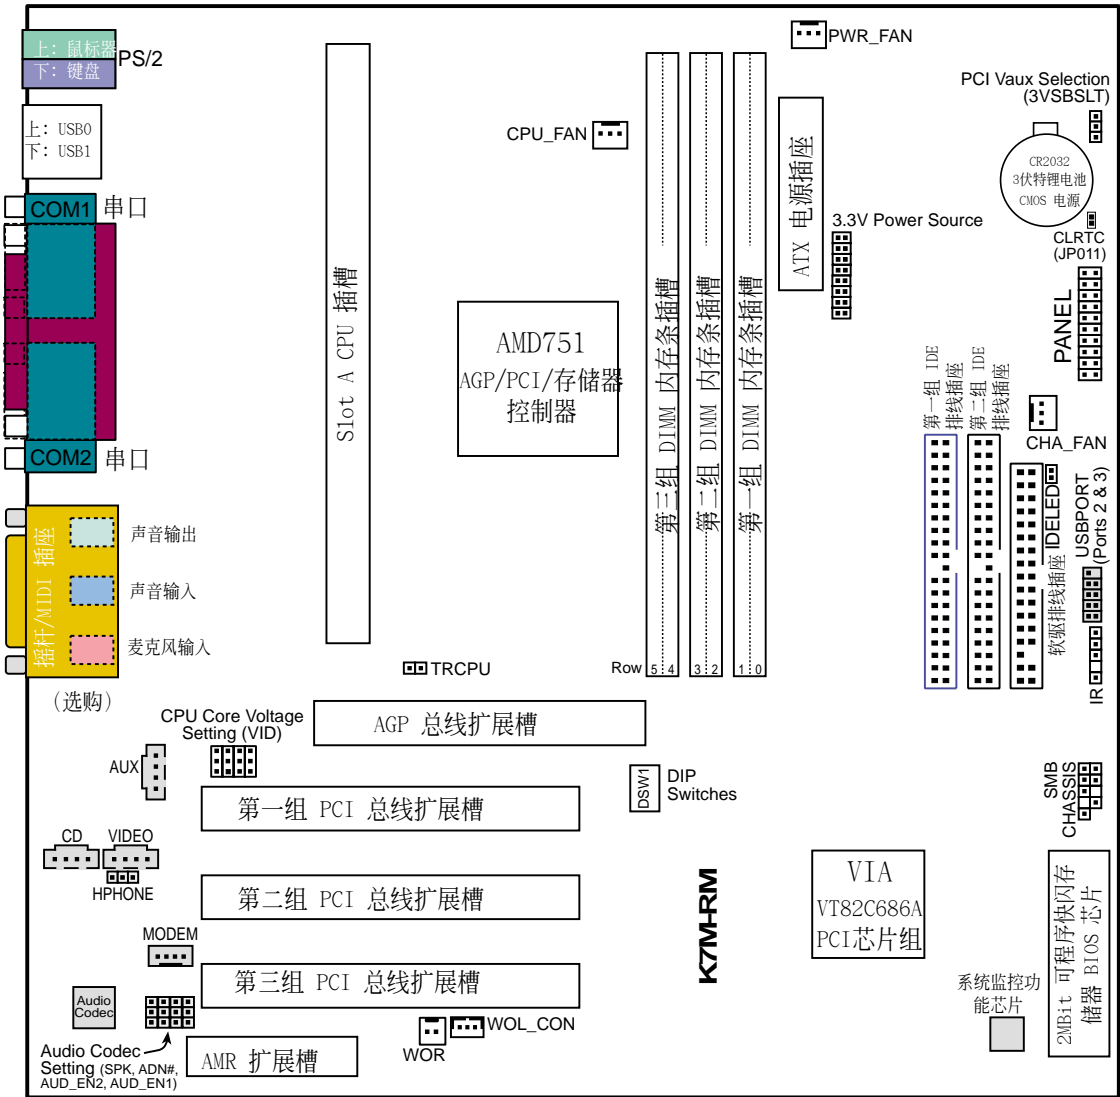 上: 鼠标器
下: 键盘
PS/2
上: USB0
下: USB1
COM1
串口
COM2
串口
摇杆/MIDI 插座
声音输出
声音输入
麦克风输入
(选购)
Slot A CPU 插槽
CPU_FAN
AMD751
AGP/PCI/存储器
控制器
PWR_FAN
第三组 DIMM 内存条插槽
第二组 DIMM 内存条插槽
第一组 DIMM 内存条插槽
Row
5 4
3 2
1 0
ATX 电源插座
3.3V Power Source
PCI Vaux Selection
(3VSBSLT)
CR2032
3伏特锂电池
CMOS 电源
CLRTC
(JP011)
PANEL
CHA_FAN
第一组 IDE
排线插座
第二组 IDE
排线插座
IDELED
软驱排线插座
USBPORT
(Ports 2 & 3)
IR
TRCPU
AGP 总线扩展槽
CPU Core Voltage
Setting (VID)
AUX
第一组 PCI 总线扩展槽
DSW1
DIP
Switches
SMB
CHASSIS
CD
VIDEO
HPHONE
第二组 PCI 总线扩展槽
K7M-RM
VIA
VT82C686A
PCI芯片组
2MBit 可程序快闪存
储器 BIOS 芯片
MODEM
第三组 PCI 总线扩展槽
系统监控功
能芯片
Audio
Codec
WOR
WOL_CON
Audio Codec
Setting (SPK, ADN#,
AUD_EN2, AUD_EN1)
AMR 扩展槽